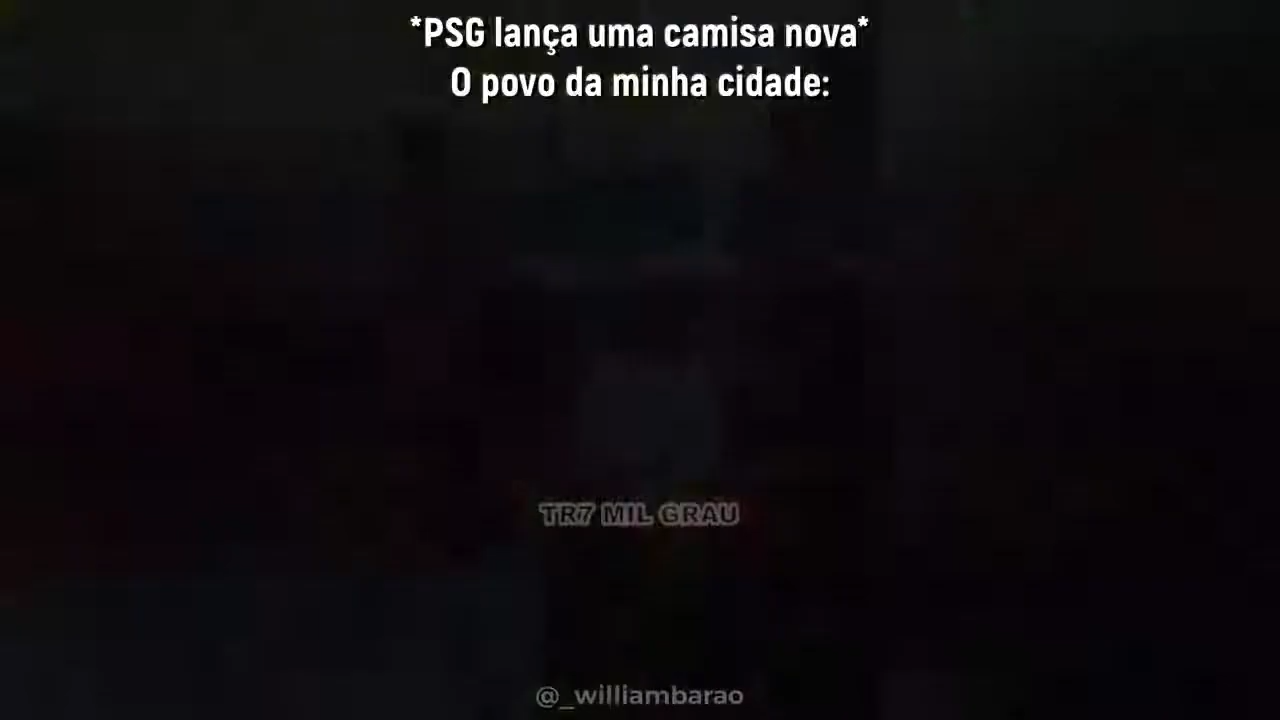 *PSG lança uma camisa nova*
O povo da minha cidade:
TR7 MIL GRAU
@_williambarao